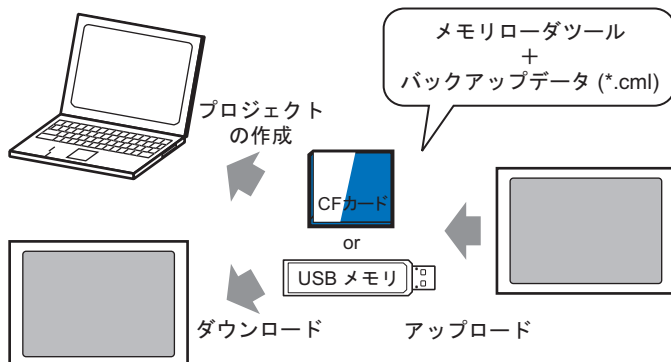 メモリローダツール
+
バックアップデータ (*.cml)
プロジェクト
の作成
CFカード
or
USB メモリ
ダウンロード
アップロード